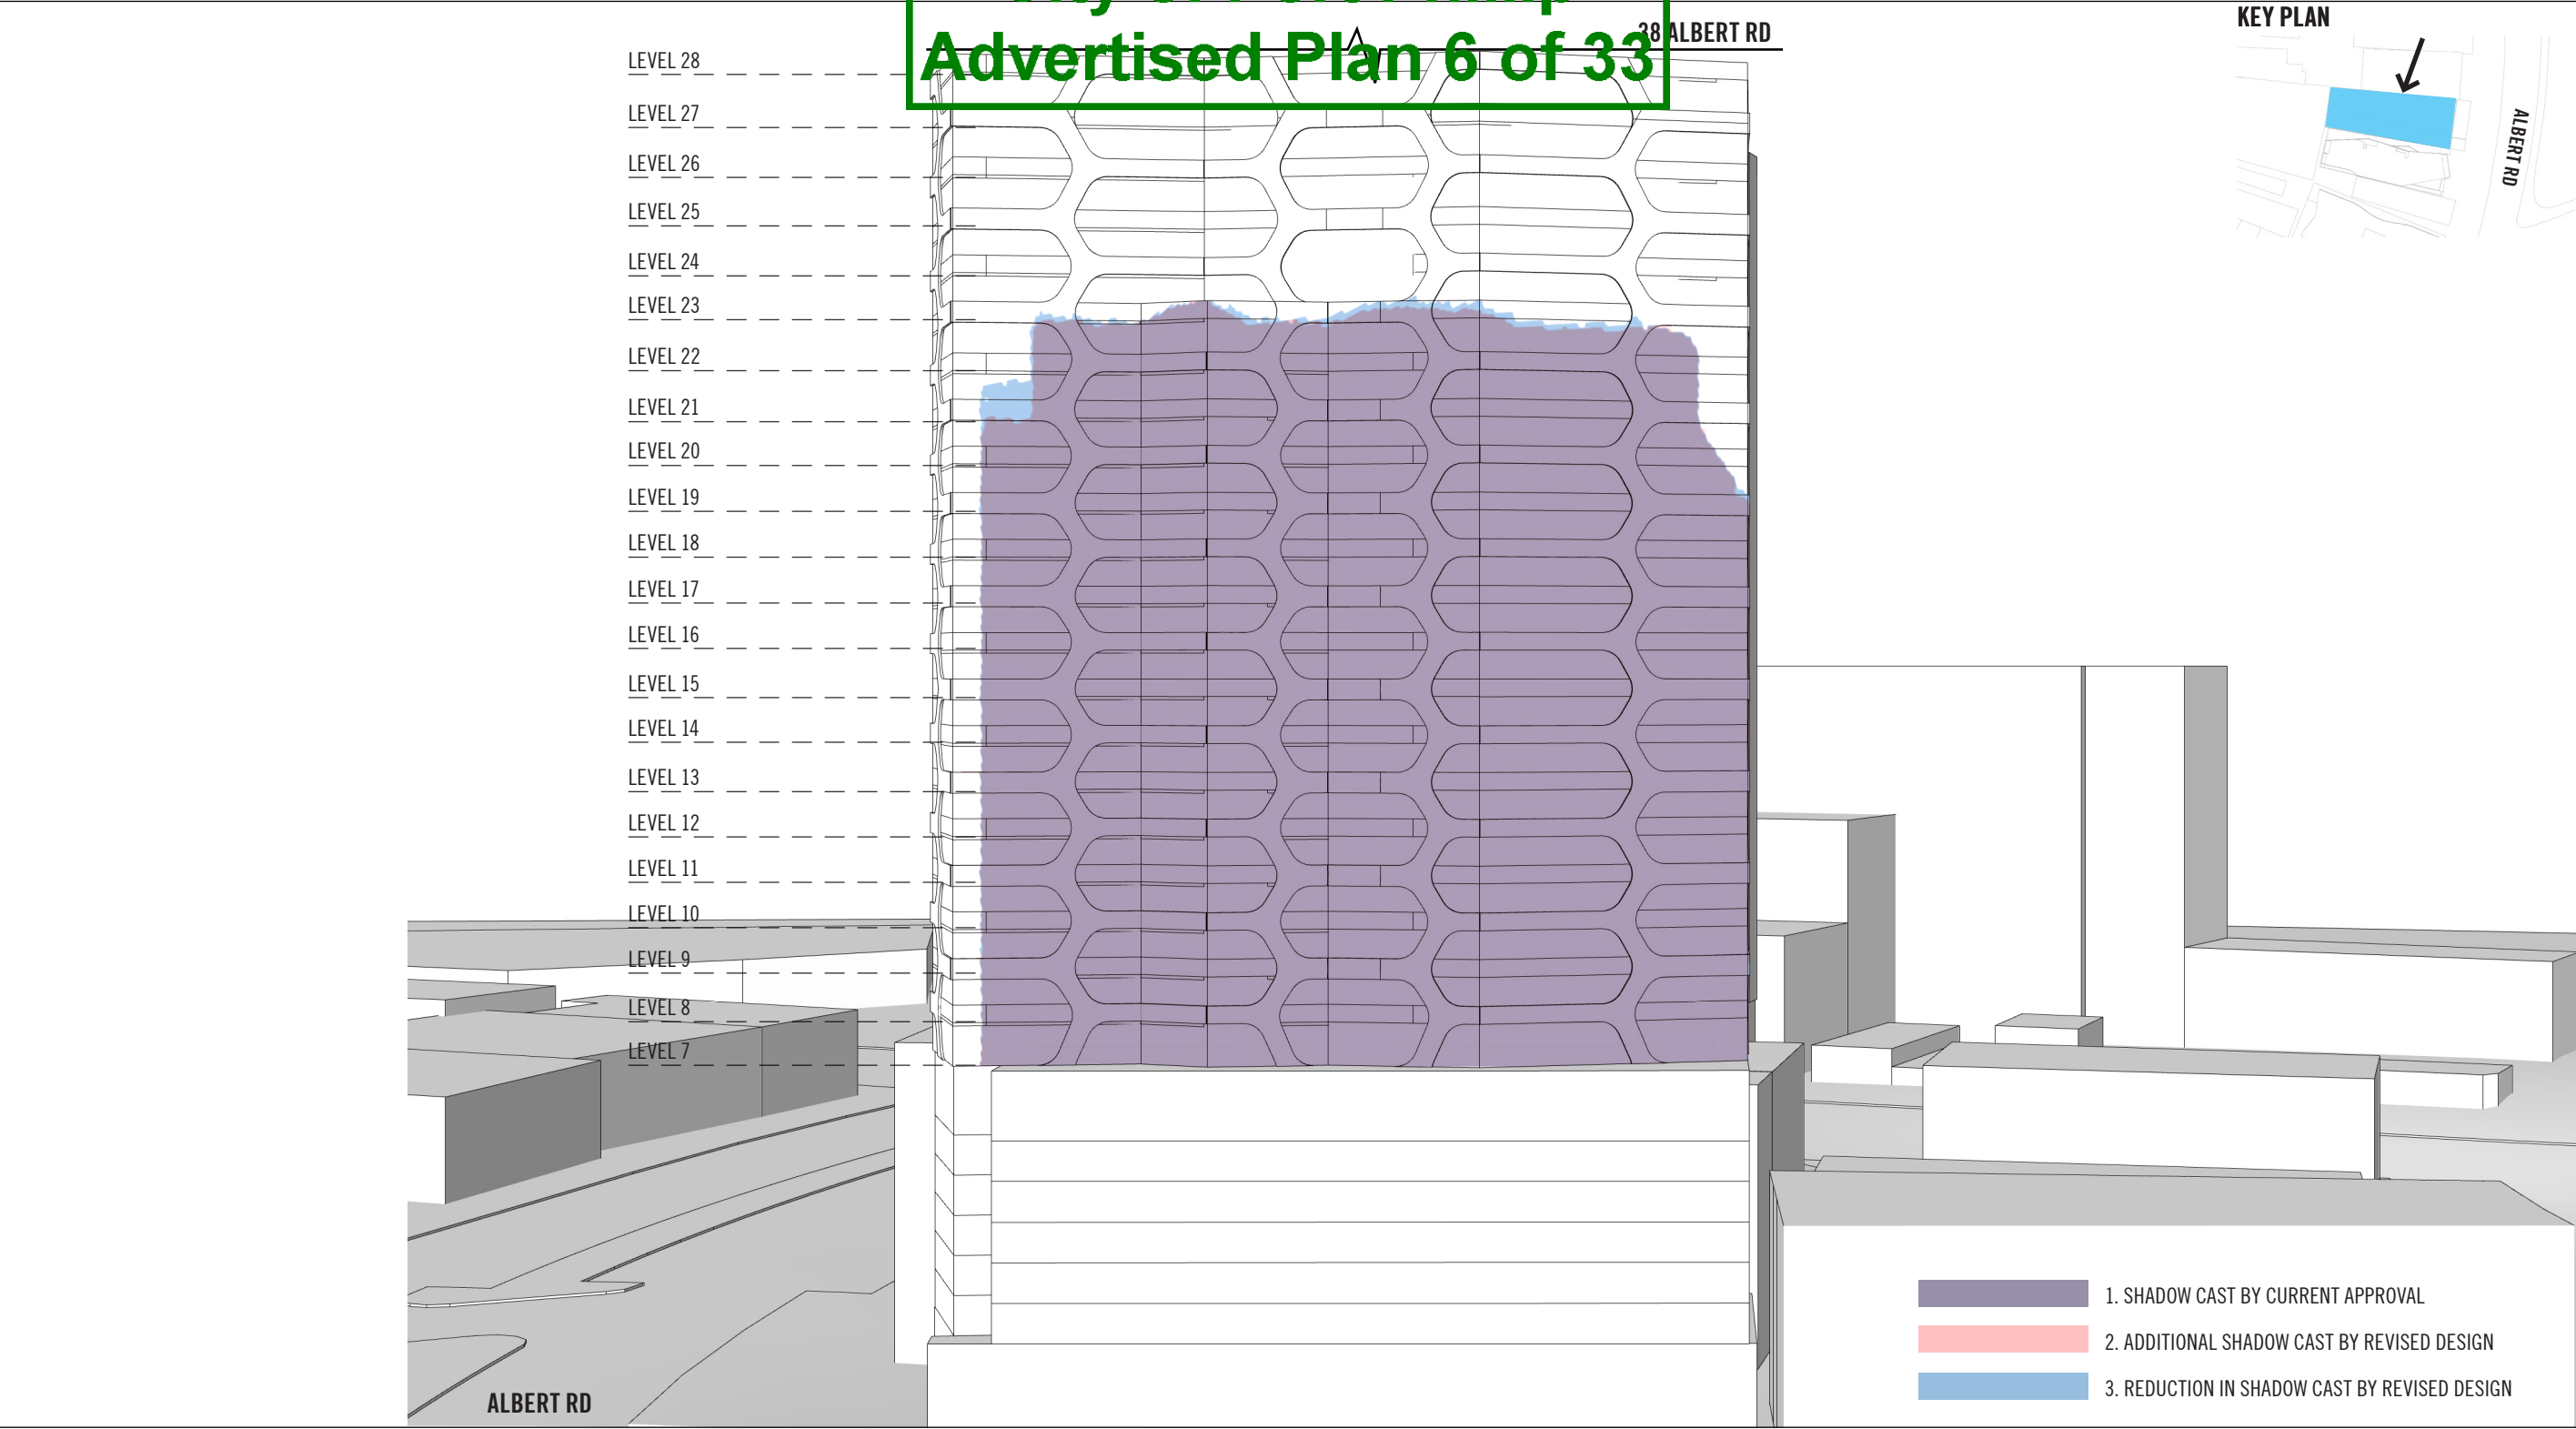 Advertised Plan 6 of 33
38 ALBERT RD
KEY PLAN
ALBERT RD
LEVEL 28
LEVEL 27
LEVEL 26
LEVEL 25
LEVEL 24
LEVEL 23
LEVEL 22
LEVEL 21
LEVEL 20
LEVEL 19
LEVEL 18
LEVEL 17
LEVEL 16
LEVEL 15
LEVEL 14
LEVEL 13
LEVEL 12
LEVEL 11
LEVEL 10
LEVEL 9
LEVEL 8
LEVEL 7
1. SHADOW CAST BY CURRENT APPROVAL
2. ADDITIONAL SHADOW CAST BY REVISED DESIGN
3. REDUCTION IN SHADOW CAST BY REVISED DESIGN
ALBERT RD